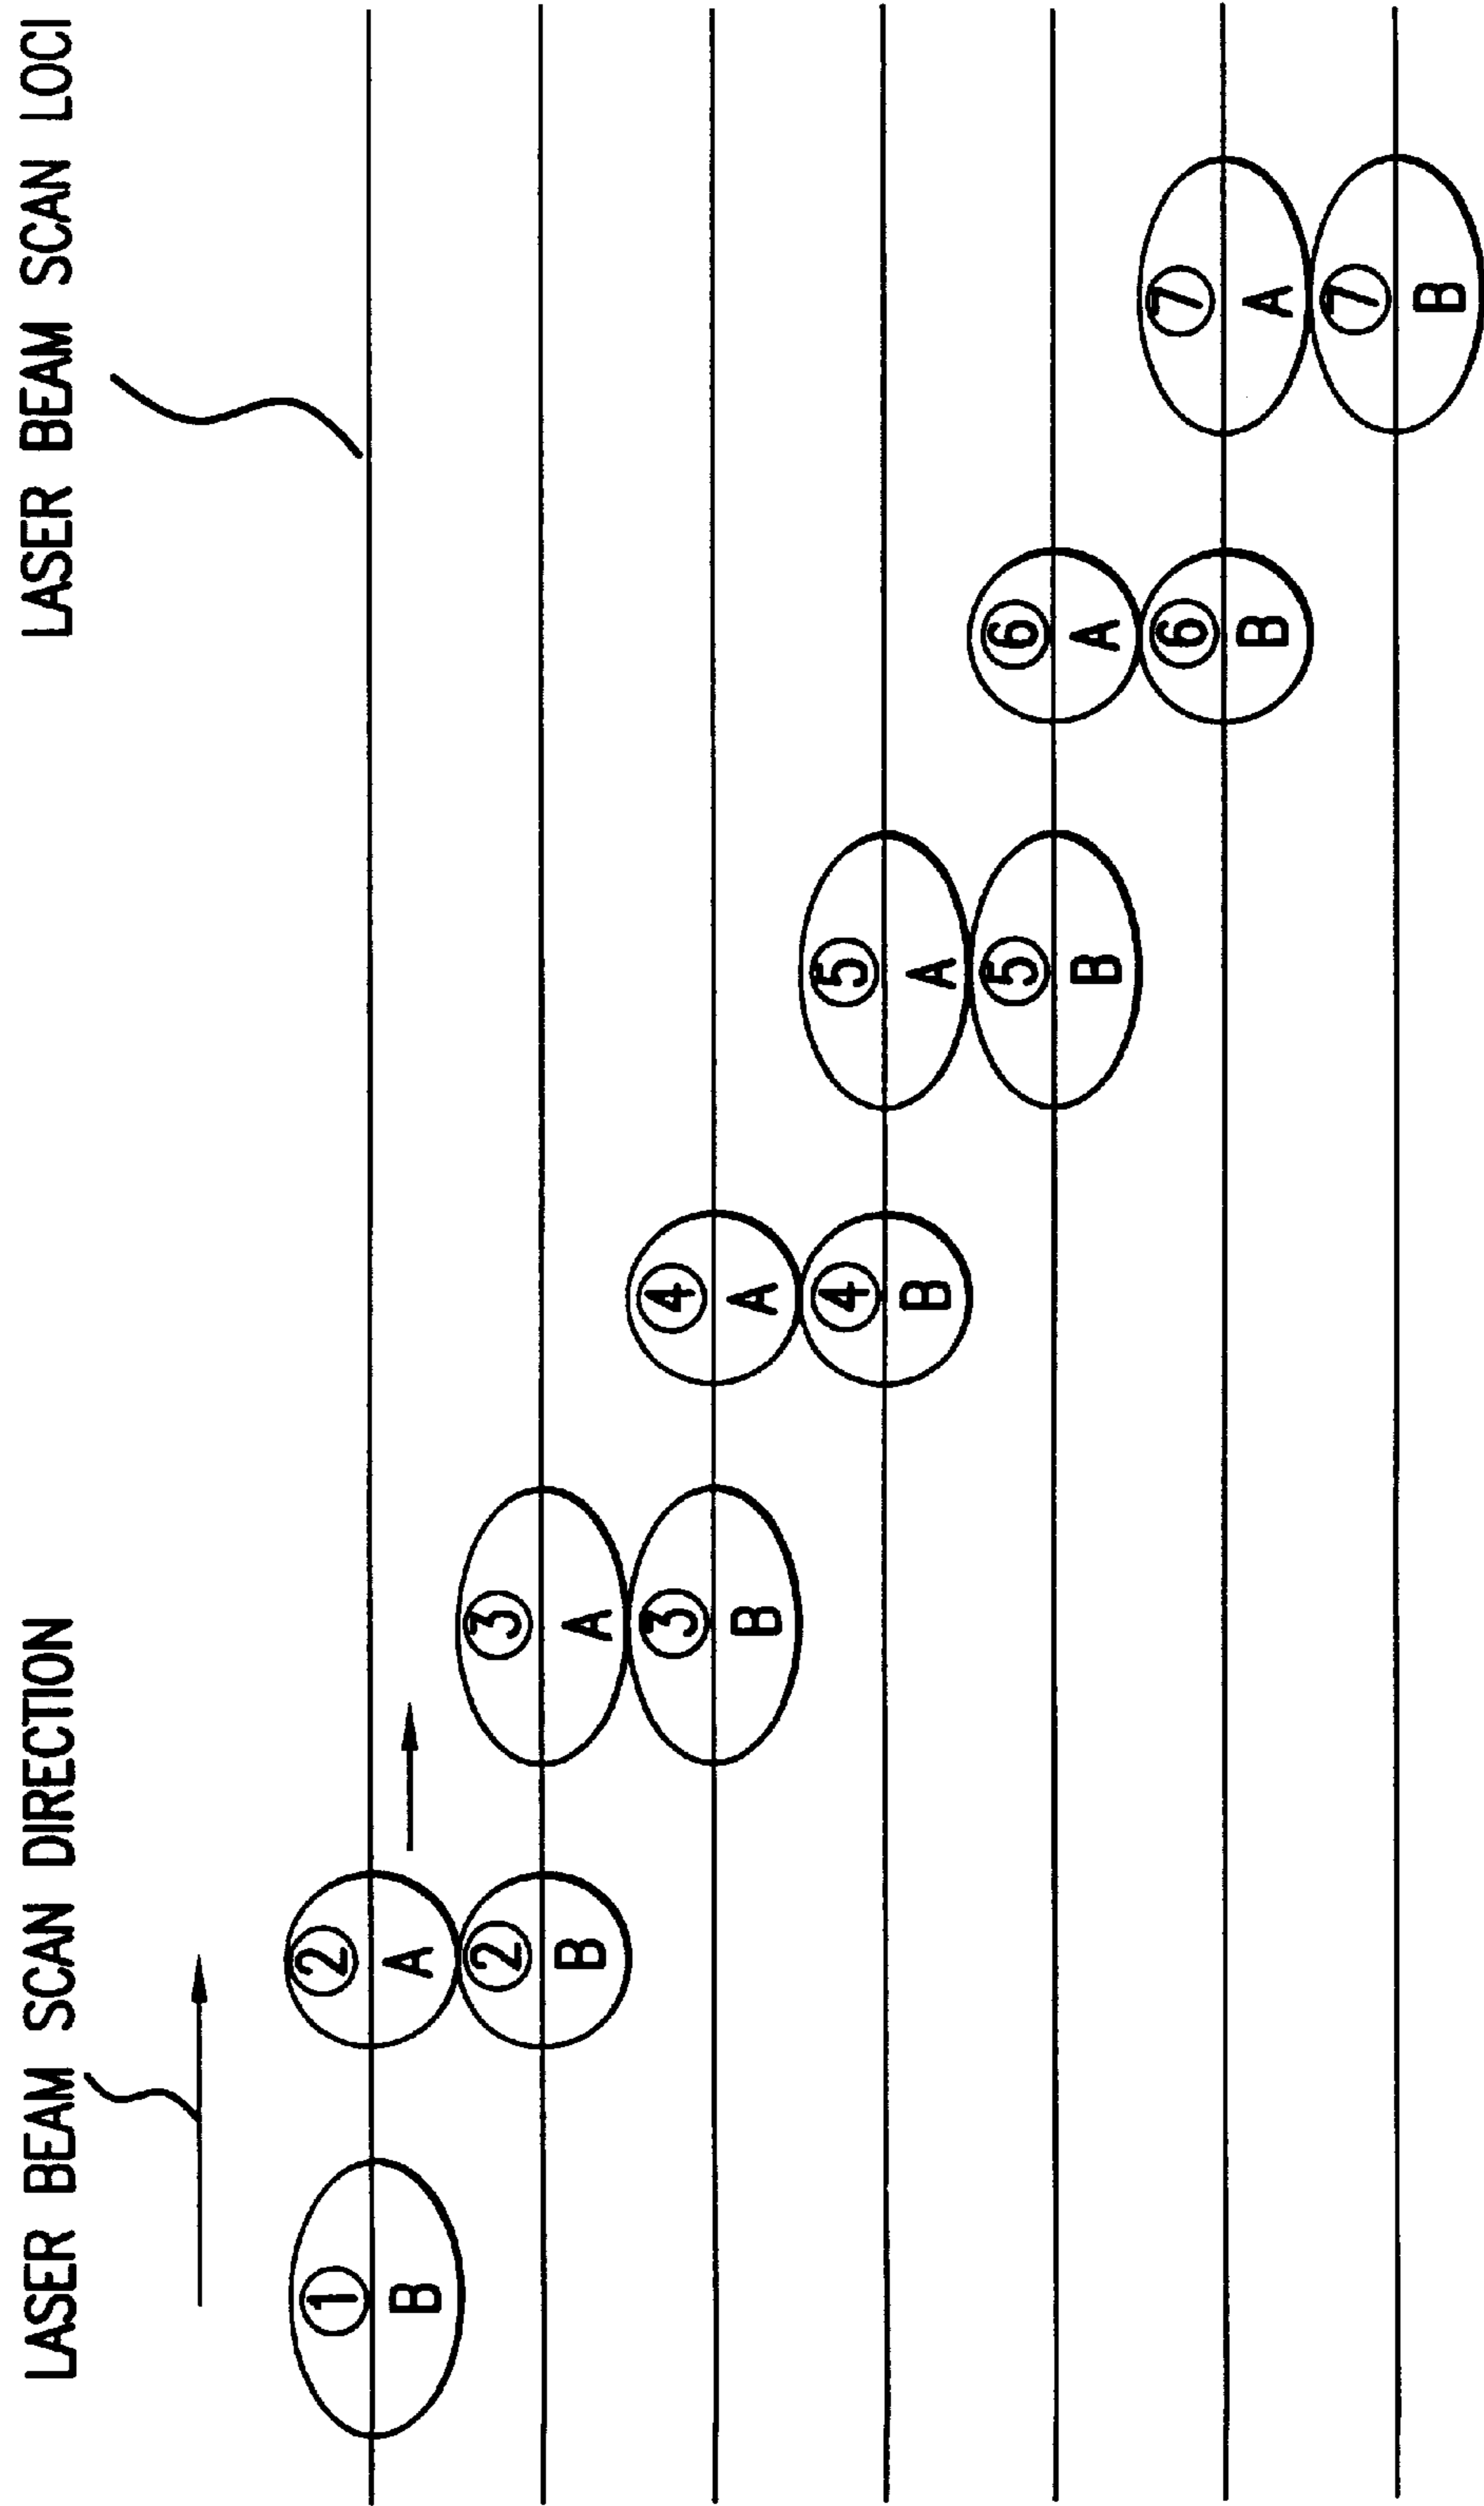 LASER BEAM SCAN DIRECTION
LASER BEAM SCAN LOCI
① B
② A
② B
③ A
③ B
④ A
④ B
⑤ A
⑤ B
⑥ A
⑥ B
⑦ A
⑦ B